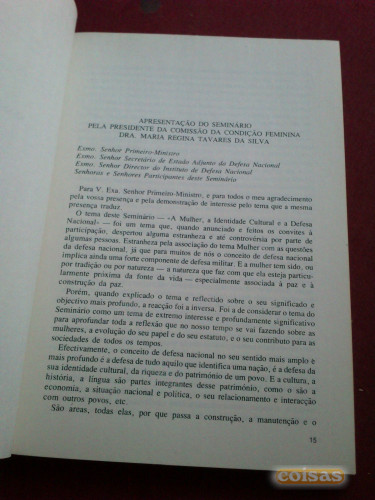 APRESENTAÇÃO DO SEMINÁRIO
PELA PRESIDENTE DA COMISSÃO DA CONDIÇÃO FEMININA
DRA. MARIA REGINA TAVARES DA SILVA
Esmo. Senhor Primeiro-Ministro
Esmo. Senhor Secretário de Estado Adjunto da Defesa Nacional
Esmo. Senhor Director do Instituto de Defesa Nacional
Senhoras e Senhores Participantes deste Seminário
Para V. Exa. Senhor Primeiro-Ministro, e para todos o meu agradecimento
pela vossa presença e pela demonstração de interesse pelo tema que a mesma
presença traduz.
O tema deste Seminário — «A Mulher, a Identidade Cultural e a Defesa
Nacional» — foi um tema que, quando anunciado e feitos os convites à
participação, despertou alguma estranheza e até controvérsia por parte de
algumas pessoas. Estranheza pela associação do tema Mulher com as questões
da defesa nacional, já que para muitos de nós o conceito de defesa nacional
implica ainda uma forte componente de defesa militar. E a mulher tem sido, ou
por tradição ou por natureza — a natureza que faz com que ela esteja particu-
larmente próxima da fonte da vida — especialmente associada à paz e à
construção da paz.
Porém, quando explicado o tema e reflectido sobre o seu significado e
objectivo mais profundo, a reacção foi a inversa. Foi a de considerar o tema do
Seminário como um tema de extremo interesse e profundamente significativo
para aprofundar toda a reflexão que no nosso tempo se vai fazendo sobre as
mulheres, a evolução do seu papel e do seu estatuto, e o seu contributo para as
sociedades de todos os tempos.
Efectivamente, o conceito de defesa nacional no seu sentido mais amplo e
mais profundo é a defesa de tudo aquilo que identifica uma nação, é a defesa da
sua identidade cultural, da riqueza e do património de um povo. E a cultura, a
história, a língua são partes integrantes desse património, como o são a
economia, a situação nacional e política, o seu relacionamento e interacção
com outros povos, etc.
São áreas, todas elas, por que passa a construção, a manutenção e o
15
coisas